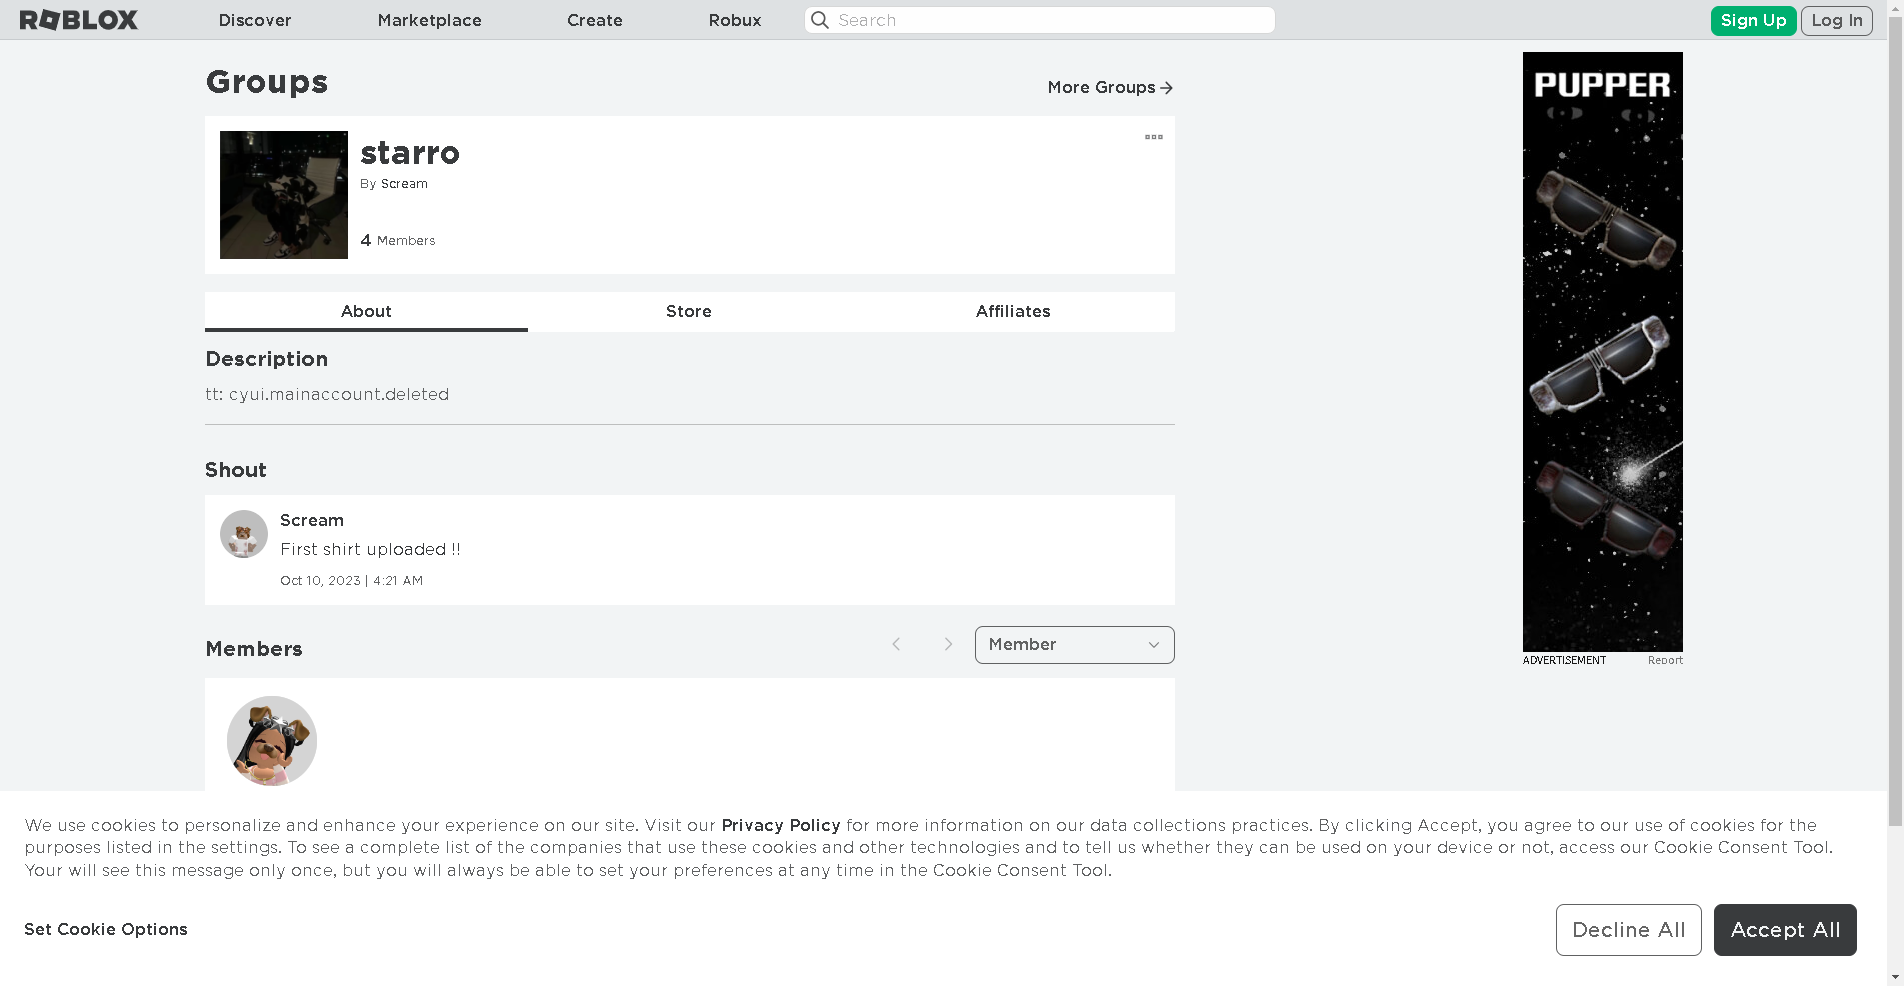 ROBLOX
Discover
Marketplace
Create
Robux
Search
Sign Up
Log In
Groups
More Groups
starro
By Scream
4 Members
About
Store
Affiliates
Description
tt: cyui.mainaccount.deleted
Shout
Scream
First shirt uploaded !!
Oct 10, 2023 | 4:21 AM
Members
Member
PUPPER
ADVERTISEMENT
Report
We use cookies to personalize and enhance your experience on our site. Visit our Privacy Policy for more information on our data collections practices. By clicking Accept, you agree to our use of cookies for the
purposes listed in the settings. To see a complete list of the companies that use these cookies and other technologies and to tell us whether they can be used on your device or not, access our Cookie Consent Tool.
Your will see this message only once, but you will always be able to set your preferences at any time in the Cookie Consent Tool.
Set Cookie Options
Decline All
Accept All